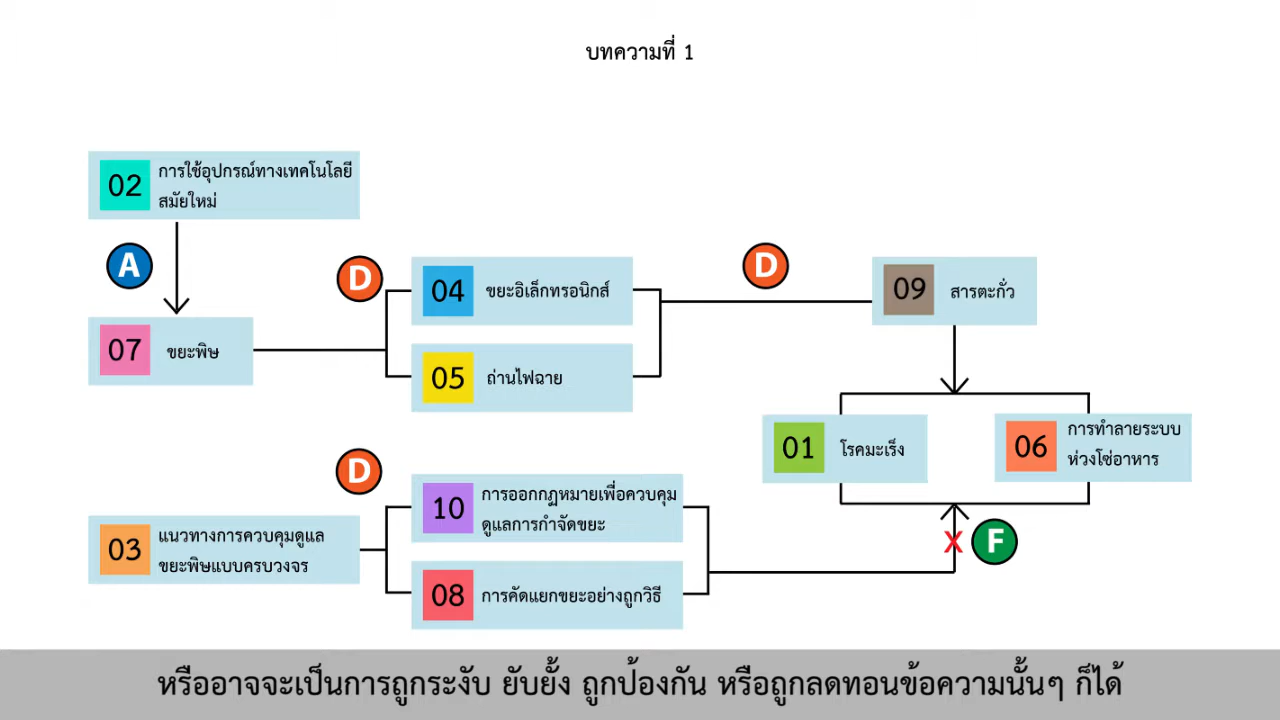 บทความที่ 1
02
การใช้อุปกรณ์ทางเทคโนโลยี
สมัยใหม่
A
07
ขยะพิษ
D
04
ขยะอิเล็กทรอนิกส์
05
ถ่านไฟฉาย
D
09
สารตะกั่ว
01
โรคมะเร็ง
06
การทำลายระบบ
ห่วงโซ่อาหาร
03
แนวทางการควบคุมดูแล
ขยะพิษแบบครบวงจร
D
10
การออกกฏหมายเพื่อควบคุม
ดูแลการกำจัดขยะ
08
การคัดแยกขยะอย่างถูกวิธี
X
F
หรืออาจจะเป็นการถูกระงับ ยับยั้ง ถูกป้องกัน หรือถูกลดทอนข้อความนั้นๆ ก็ได้